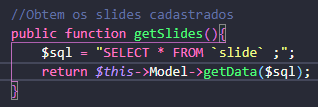 //Obtem os slides cadastrados
public function getSlides(){
$sql = "SELECT * FROM `slide` ;";
return $this->Model->getData($sql);
}